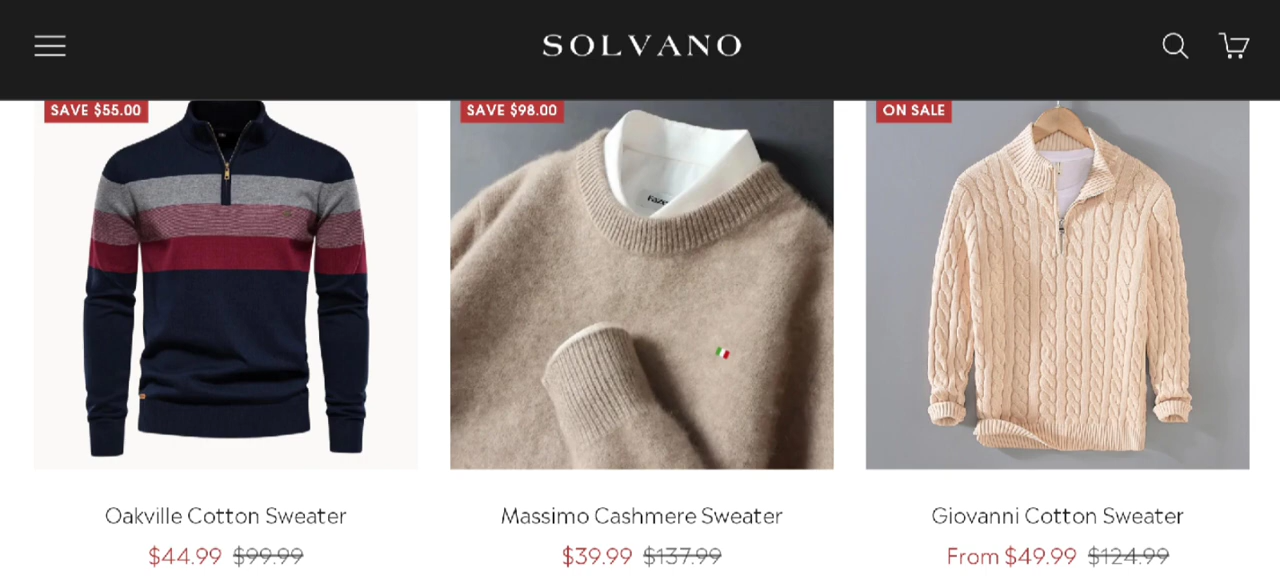 SOLVANO
SAVE $55.00
SAVE $98.00
ON SALE
Oakville Cotton Sweater
Massimo Cashmere Sweater
Giovanni Cotton Sweater
$44.99 $99.99
$39.99 $137.99
From $49.99 $124.99